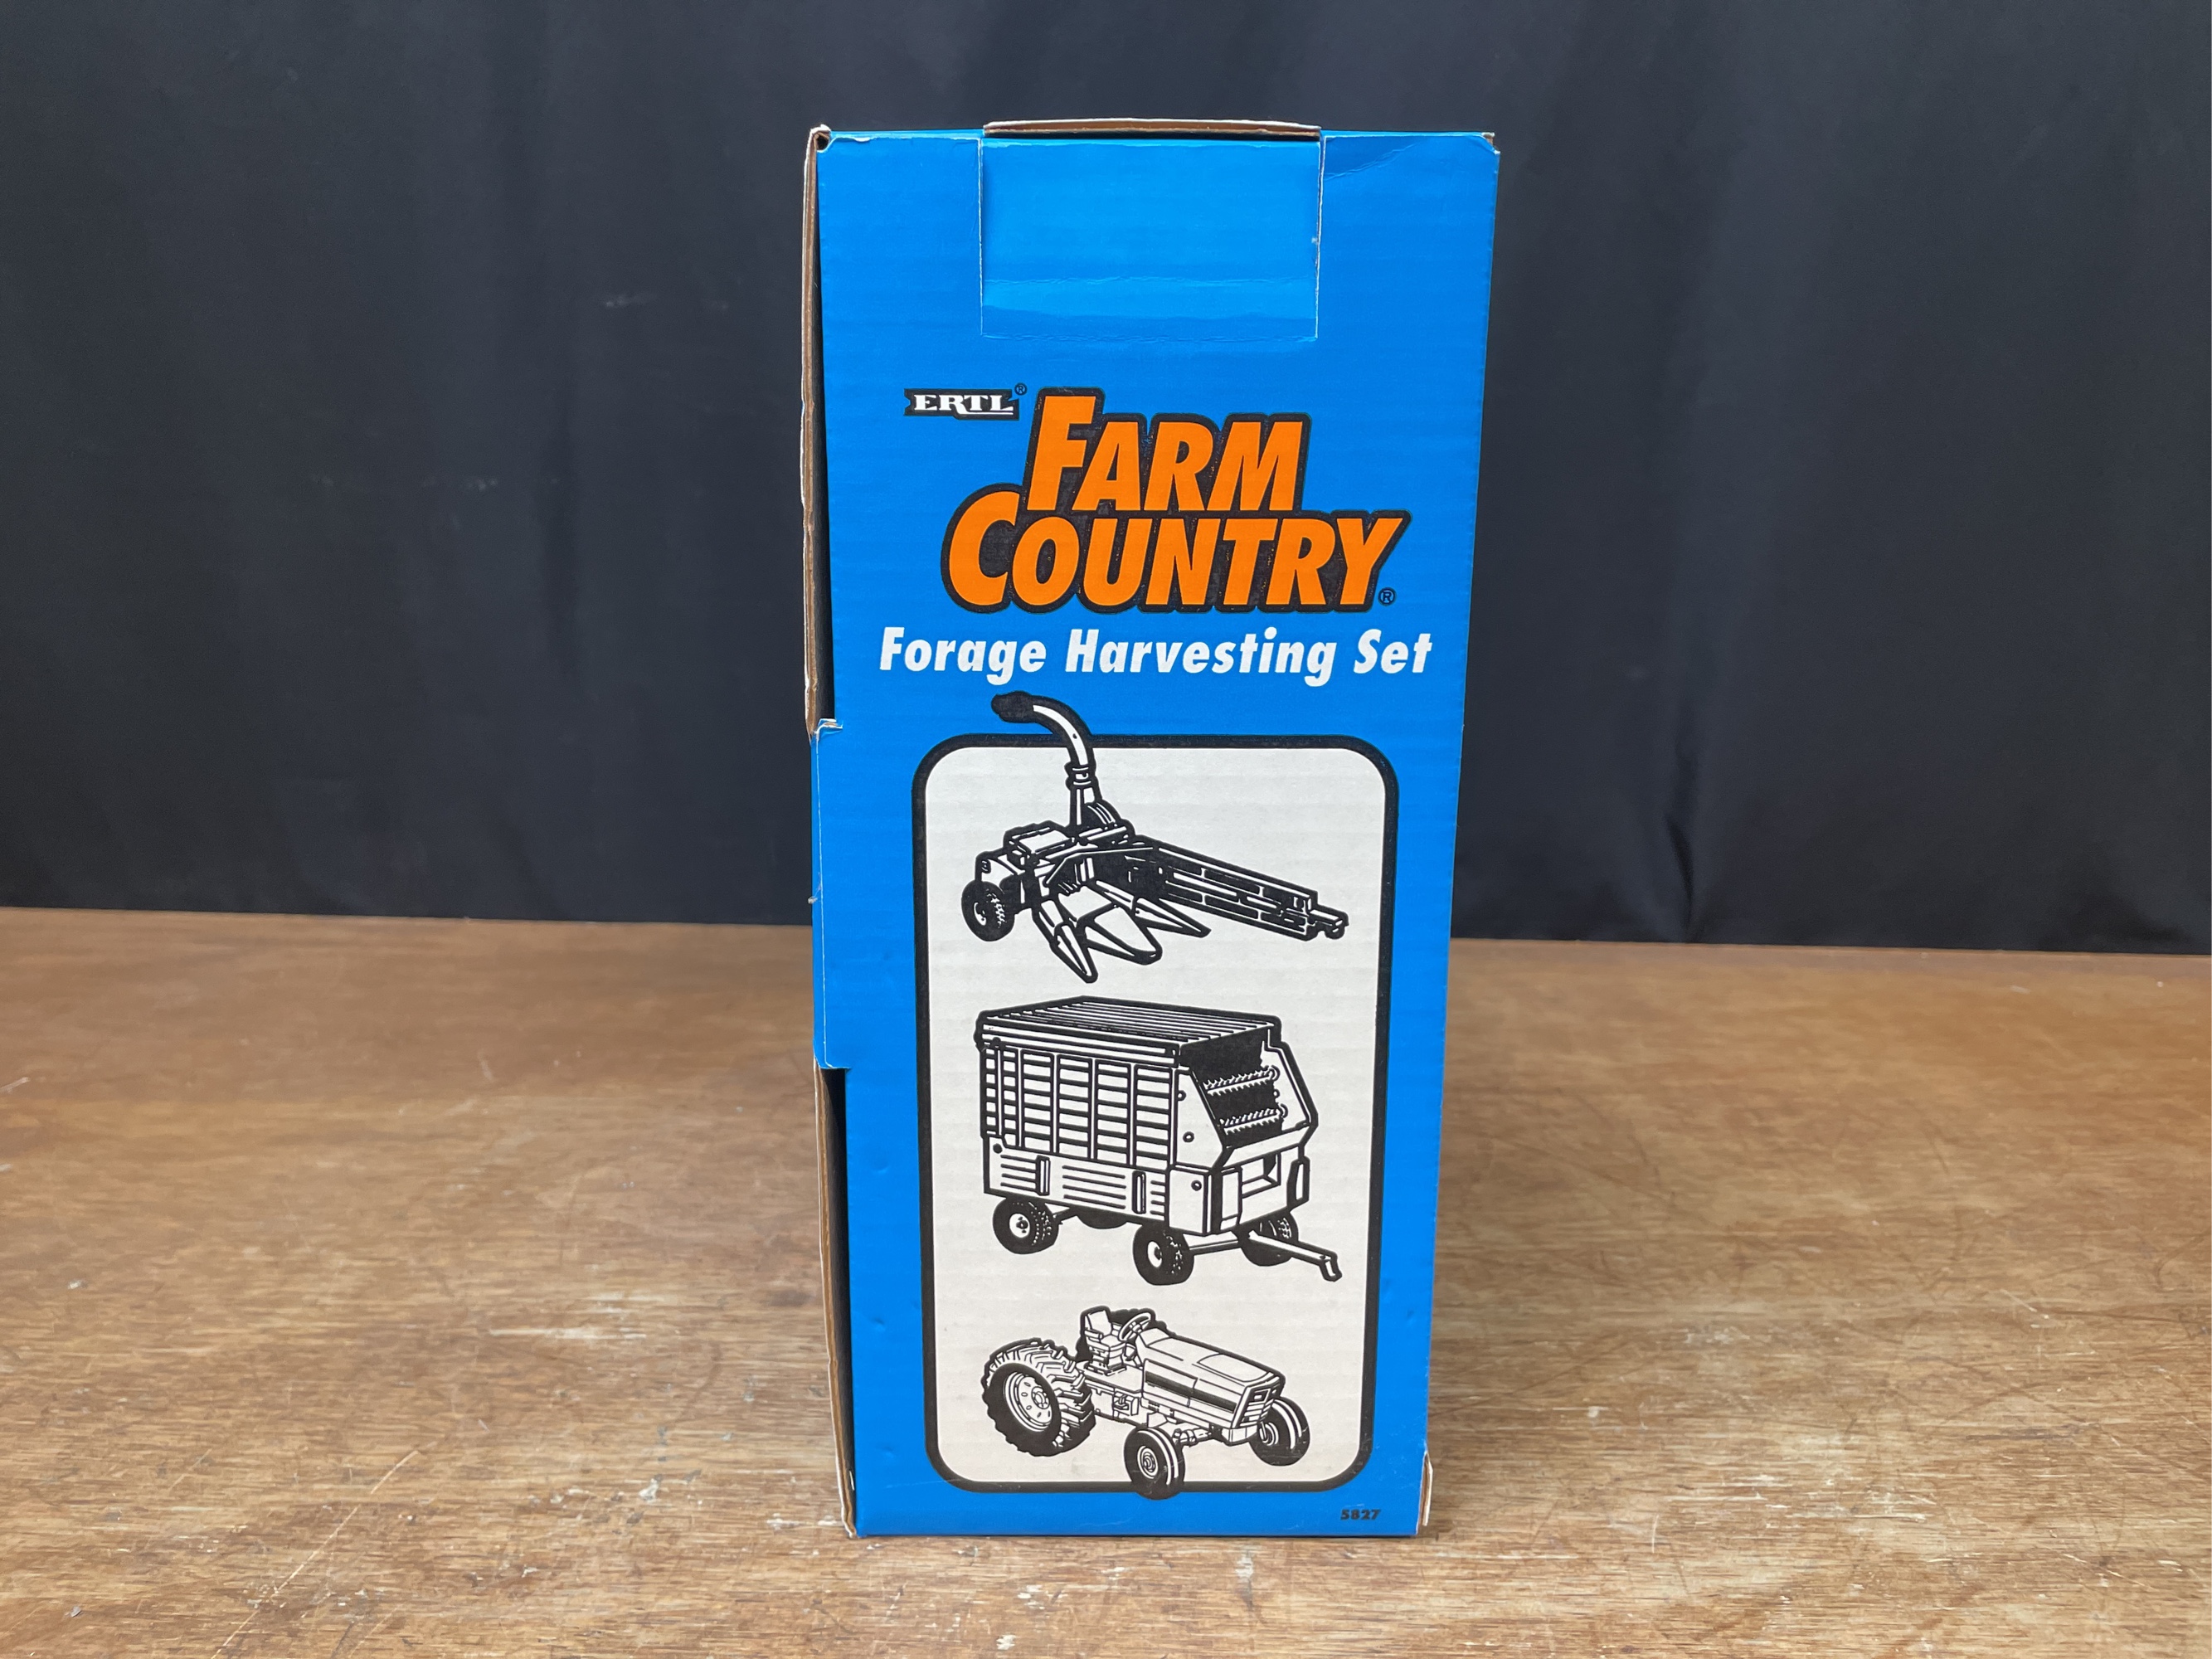 ERTL®
FARM
COUNTRY®
Forage Harvesting Set
5827